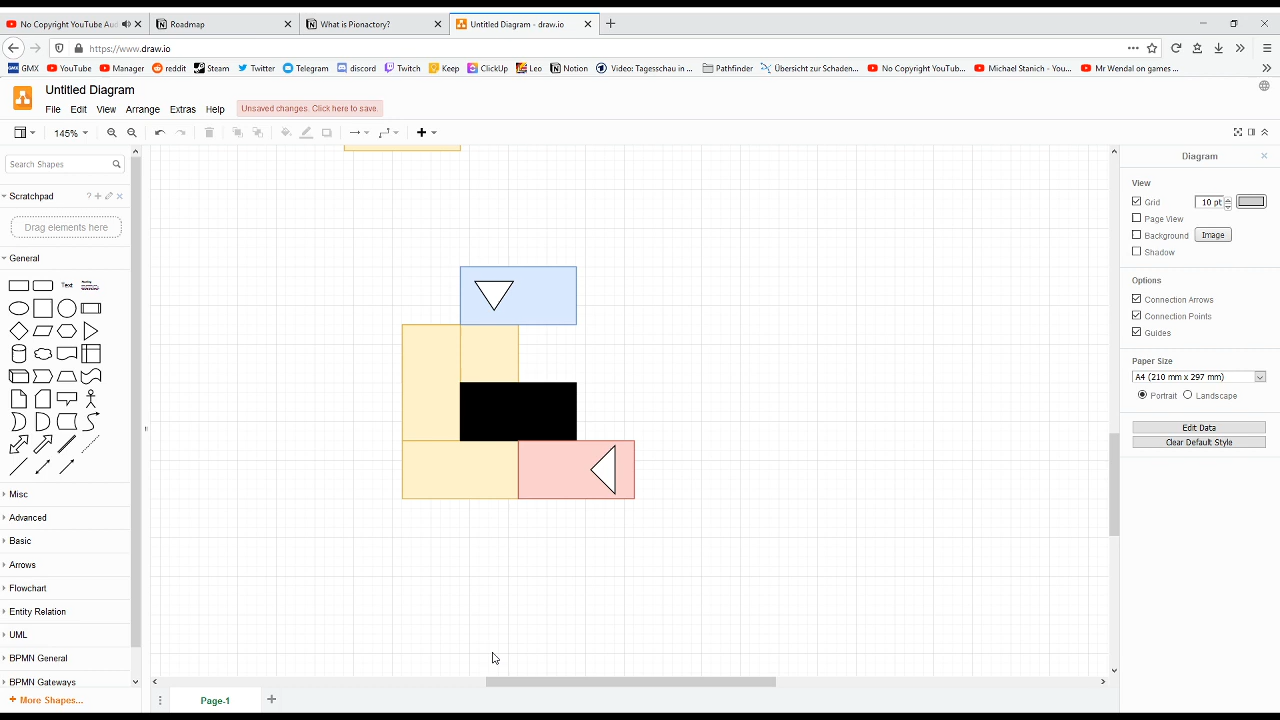 No Copyright YouTube Au
Roadmap
What is Pionactory?
Untitled Diagram - draw.io
https://www.draw.io
GMX
YouTube
Manager
reddit
Steam
Twitter
Telegram
discord
Twitch
Keep
ClickUp
Notion
Video: Tagesschau in ...
Pathfinder
Übersicht zur Schaden...
No Copyright YouTub...
Michael Stanich - You...
Mr Wendal on gamet...
Untitled Diagram
File Edit View Arrange Extras Help
Unsaved changes. Click here to save.
145%
Search Shapes
Scratchpad
Drag elements here
General
Text
Misc
Advanced
Basic
Arrows
Flowchart
Entity Relation
UML
BPMN General
BPMN Gateways
+ More Shapes...
Page-1
Diagram
View
Grid 10 pt
Page View
Background Image
Shadow
Options
Connection Arrows
Connection Points
Guides
Paper Size
A4 (210 mm x 297 mm)
Portrait Landscape
Edit Data
Clear Default Style